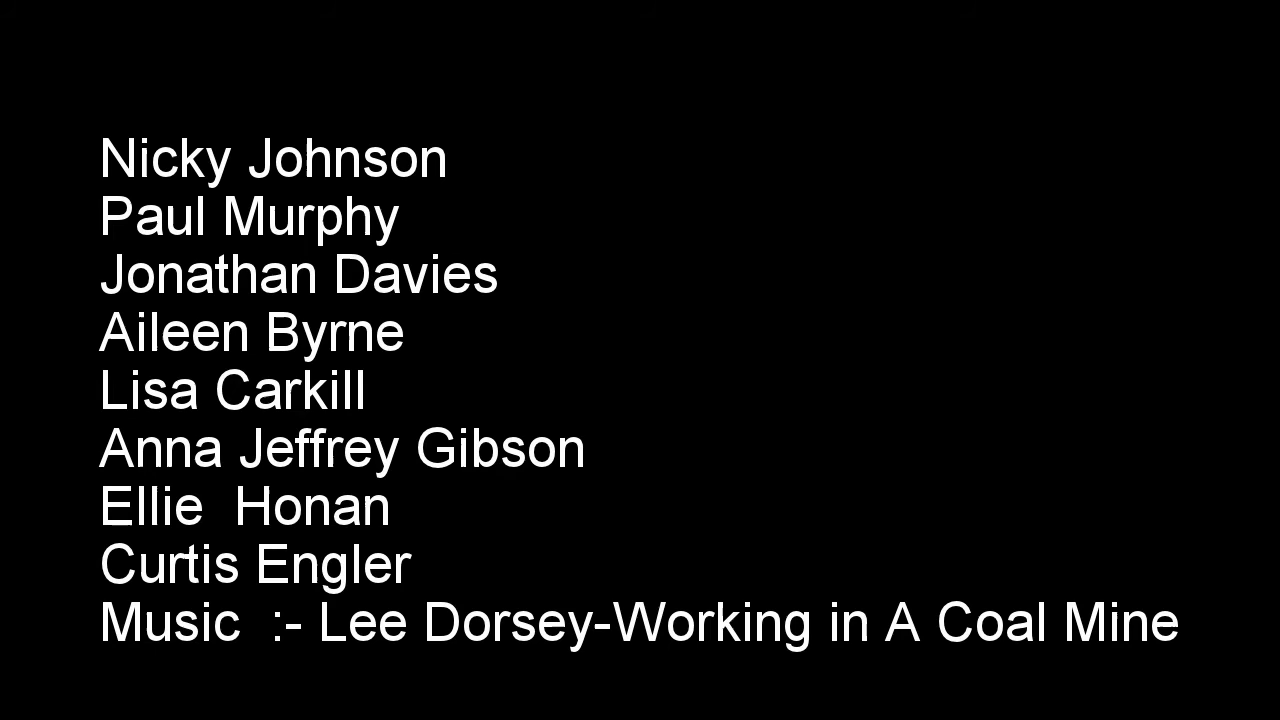 Nicky Johnson
Paul Murphy
Jonathan Davies
Aileen Byrne
Lisa Carkill
Anna Jeffrey Gibson
Ellie  Honan
Curtis Engler
Music  :- Lee Dorsey-Working in A Coal Mine